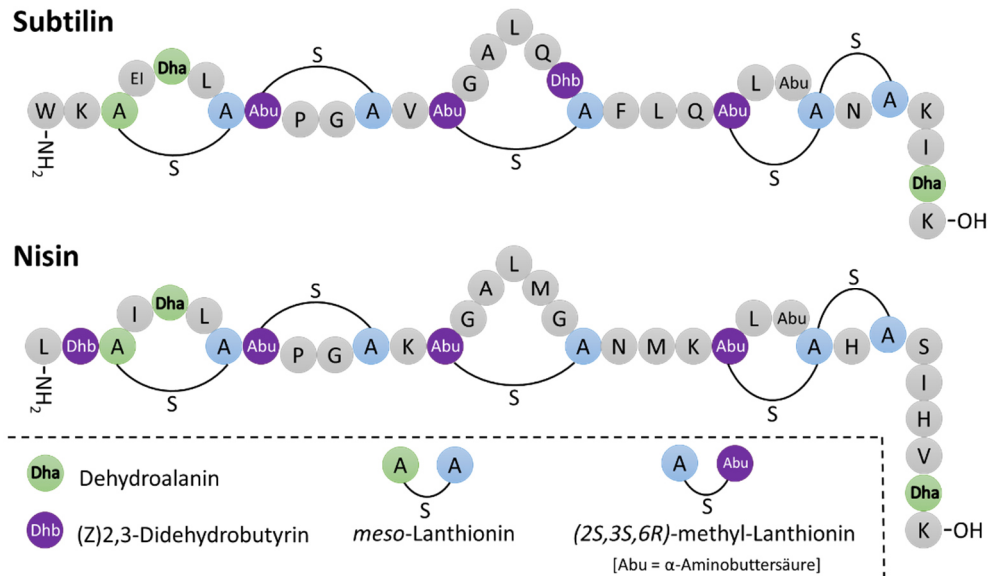 Subtilin
W K A EI Dha L A Abu S P G A V Abu G A L Q Dhb A F L Q Abu L Abu A S N A K
S S S
NH2
I
Dha
K -OH
Nisin
L Dhb A I Dha L A Abu S P G A K Abu G A L M G A N M K Abu L Abu A S H A S
S S S
NH2
I
H
V
Dha
K -OH
Dha Dehydroalanin
A A
S
meso-Lanthionin
A Abu
S
(2S,3S,6R)-methyl-Lanthionin
[Abu = α-Aminobuttersäure]
Dhb (Z)2,3-Didehydrobutyrin